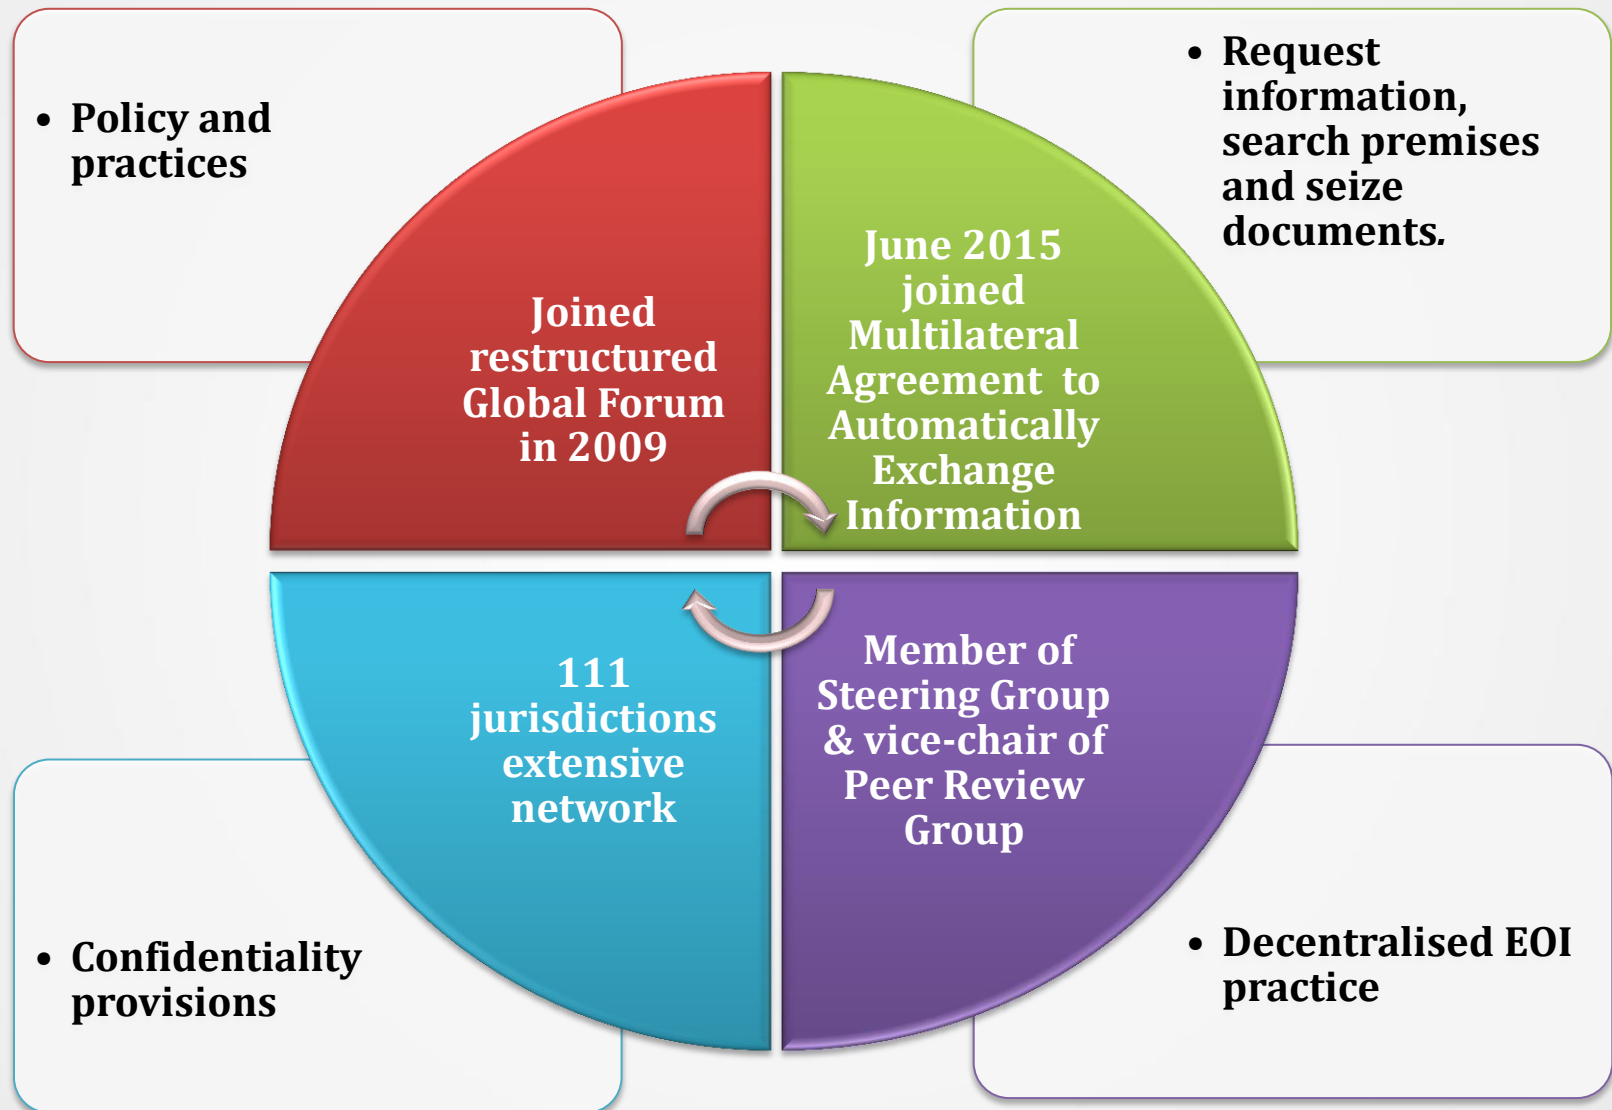 • Policy and
practices
• Request
information,
search premises
and seize
documents.
Joined
restructured
Global Forum
in 2009
June 2015
joined
Multilateral
Agreement to
Automatically
Exchange
Information
111
jurisdictions
extensive
network
Member of
Steering Group
& vice-chair of
Peer Review
Group
• Confidentiality
provisions
• Decentralised EOI
practice